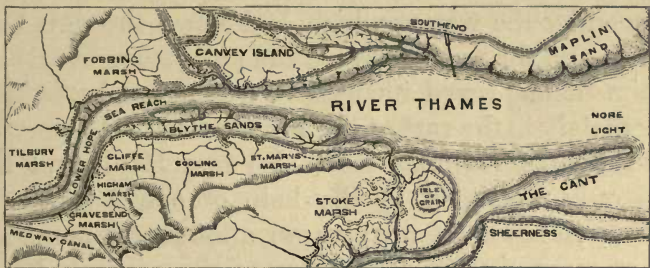 SOUTHEND
CANVEY ISLAND
MAPLIN
SAND
FOBBING
MARSH
RIVER THAMES
SEA REACH
NORE
LIGHT
BLYTHE SANDS
TILBURY
MARSH
LOWER HOPE
CLIFFE
MARSH
COOLING
MARSH
ST. MARYS
MARSH
HIGHAM
MARSH
STOKE
MARSH
ISLE
OF
GRAIN
THE CANT
GRAVESEND
MARSH
MEDWAY CANAL
SHEERNESS